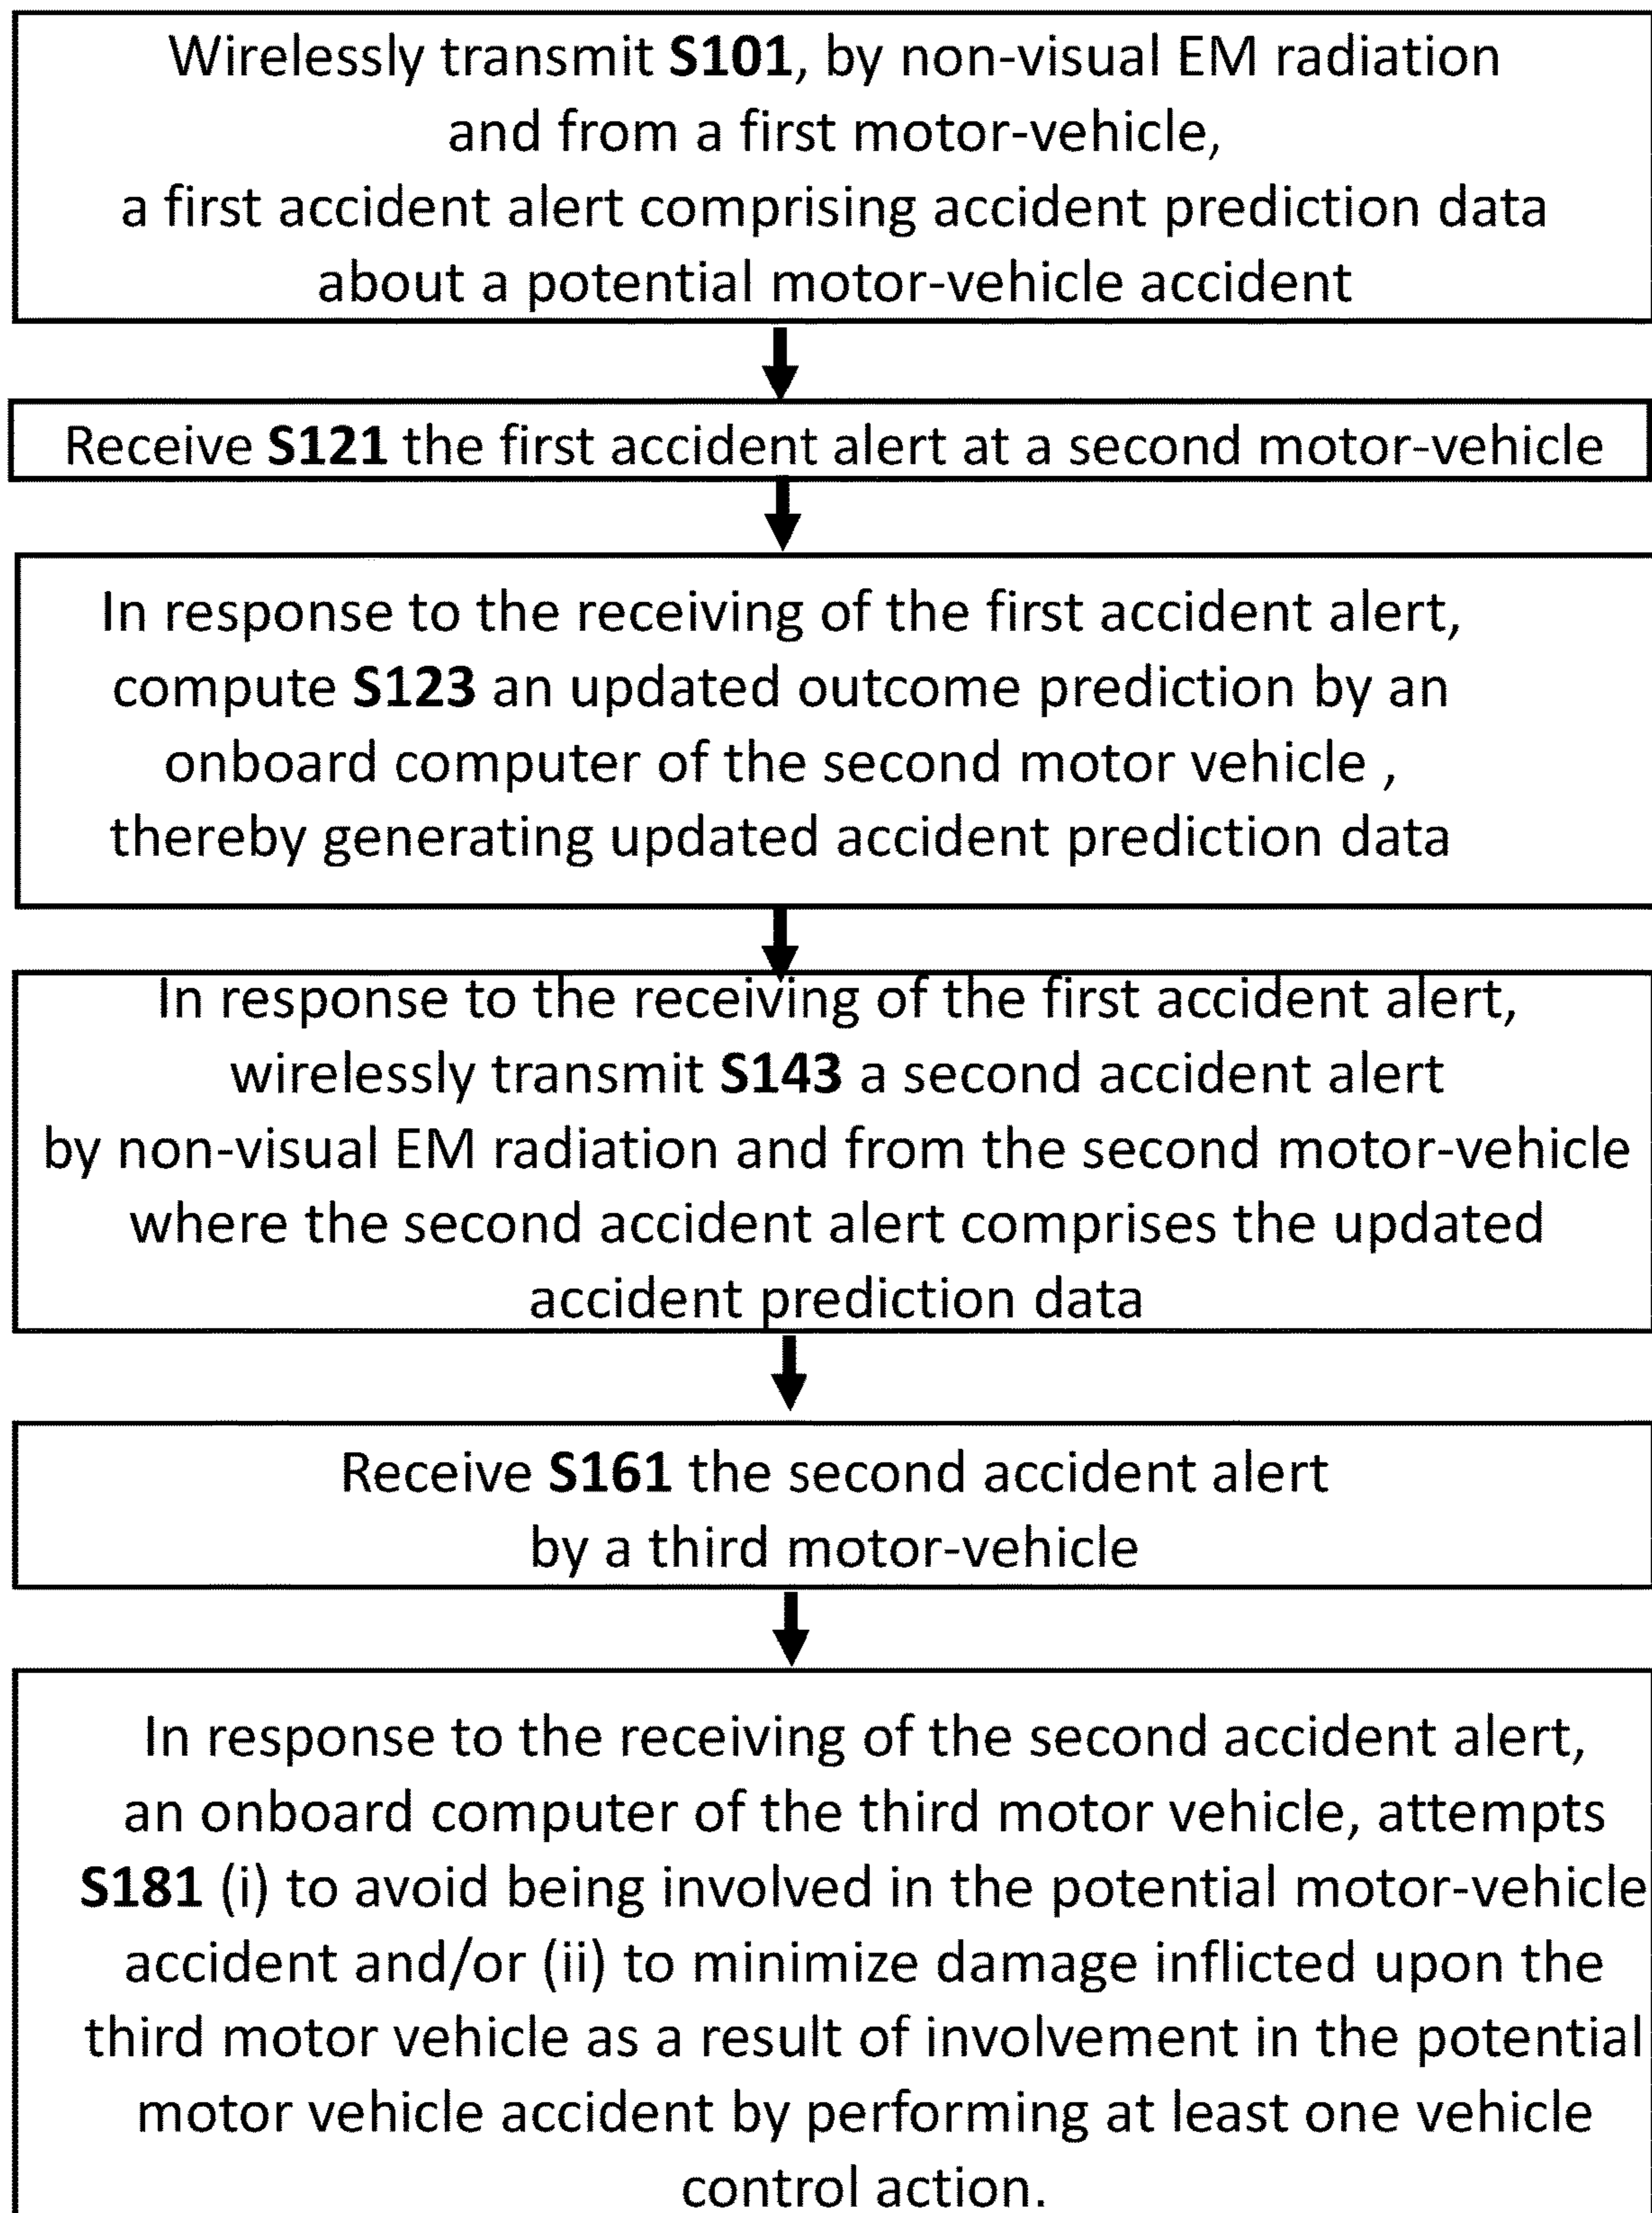 Wirelessly transmit S101, by non-visual EM radiation
and from a first motor-vehicle,
a first accident alert comprising accident prediction data
about a potential motor-vehicle accident
Receive S121 the first accident alert at a second motor-vehicle
In response to the receiving of the first accident alert,
compute S123 an updated outcome prediction by an
onboard computer of the second motor vehicle ,
thereby generating updated accident prediction data
In response to the receiving of the first accident alert,
wirelessly transmit S143 a second accident alert
by non-visual EM radiation and from the second motor-vehicle
where the second accident alert comprises the updated
accident prediction data
Receive S161 the second accident alert
by a third motor-vehicle
In response to the receiving of the second accident alert,
an onboard computer of the third motor vehicle, attempts
S181 (i) to avoid being involved in the potential motor-vehicle
accident and/or (ii) to minimize damage inflicted upon the
third motor vehicle as a result of involvement in the potential
motor vehicle accident by performing at least one vehicle
control action.